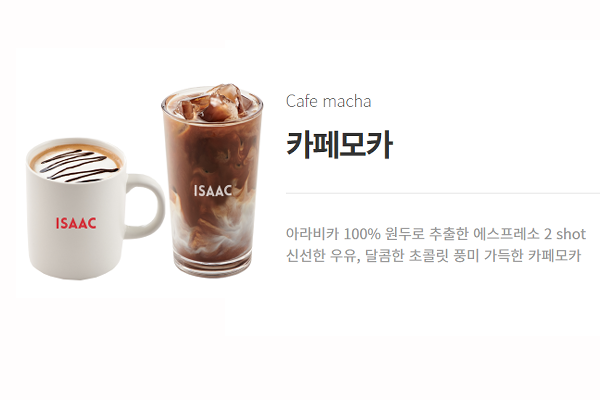 Cafe macha
카페모카
ISAAC
ISAAC
아라비카 100% 원두로 추출한 에스프레소 2 shot
신선한 우유, 달콤한 초콜릿 풍미 가득한 카페모카